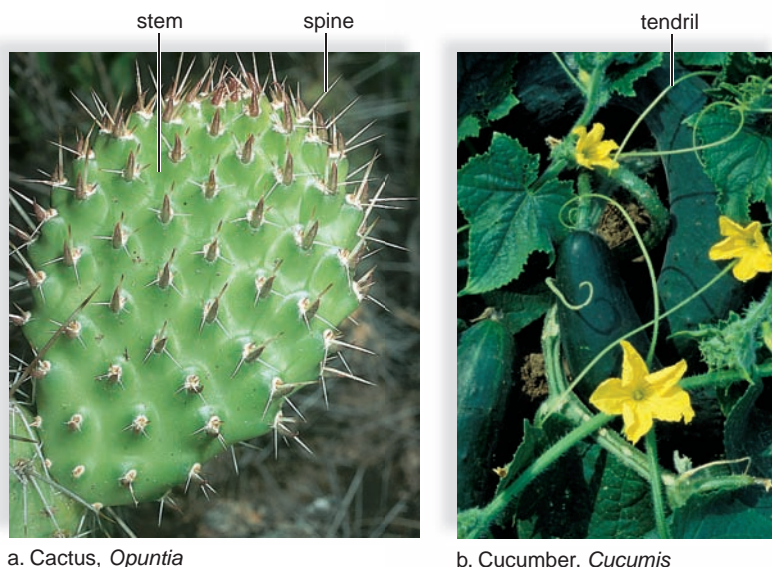 stem spine tendril
a. Cactus, Opuntia
b. Cucumber, Cucumis